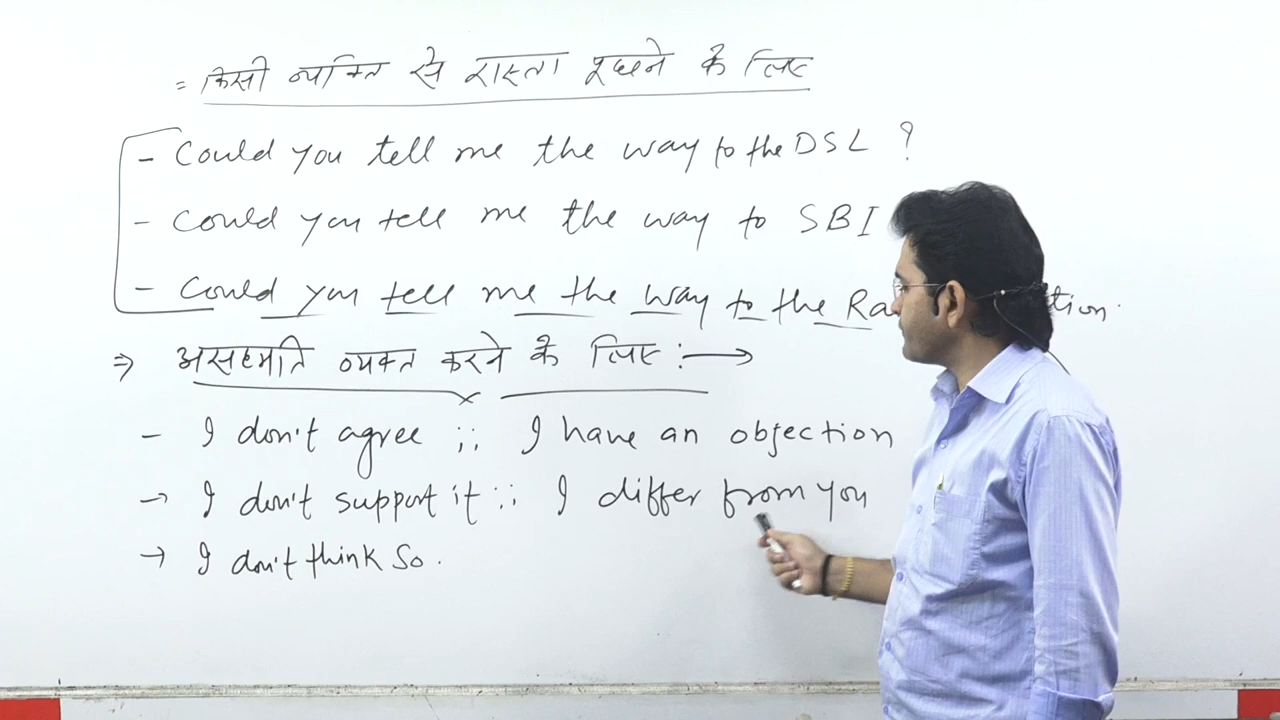 = किसी व्यक्ति से रास्ता पूछने के लिए
- Could you tell me the way to the DSL ?
- Could you tell me the way to SBI
- Could you tell me the way to the
⇒ असहमति व्यक्त करने के लिए :→
- I don't agree ;; I have an objection
→ I don't support it ;; I differ from you
→ I don't think so.